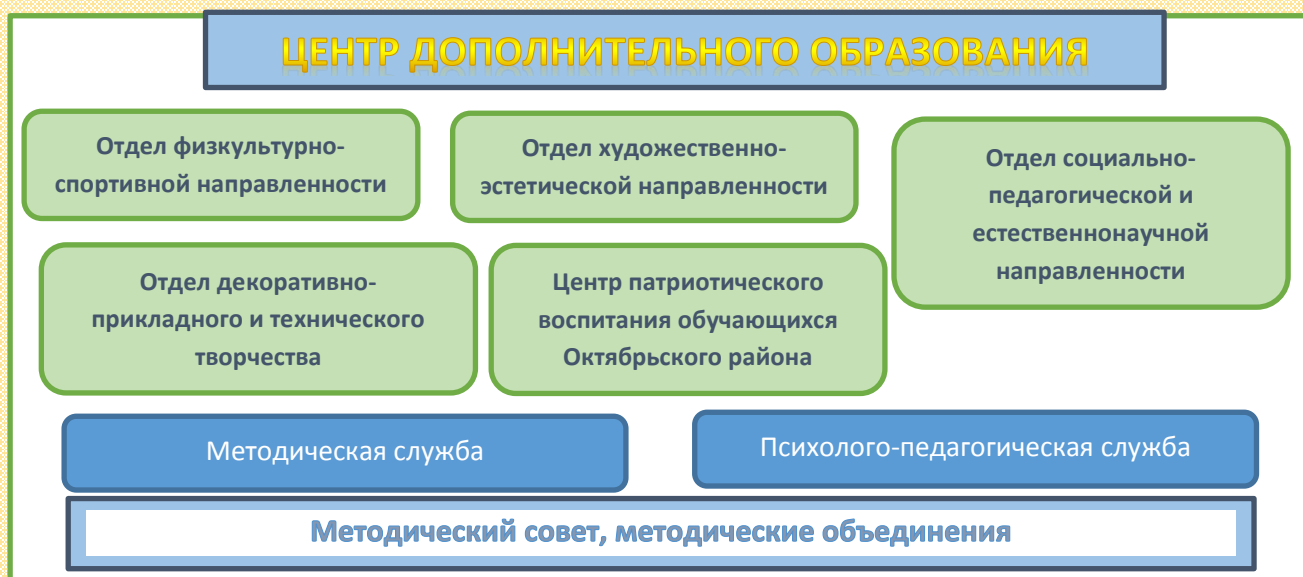 ЦЕНТР ДОПОЛНИТЕЛЬНОГО ОБРАЗОВАНИЯ
Отдел физкультурно-
спортивной направленности
Отдел художественно-
эстетической направленности
Отдел социально-
педагогической и
естественнонаучной
направленности
Отдел декоративно-
прикладного и технического
творчества
Центр патриотического
воспитания обучающихся
Октябрьского района
Методическая служба
Психолого-педагогическая служба
Методический совет, методические объединения